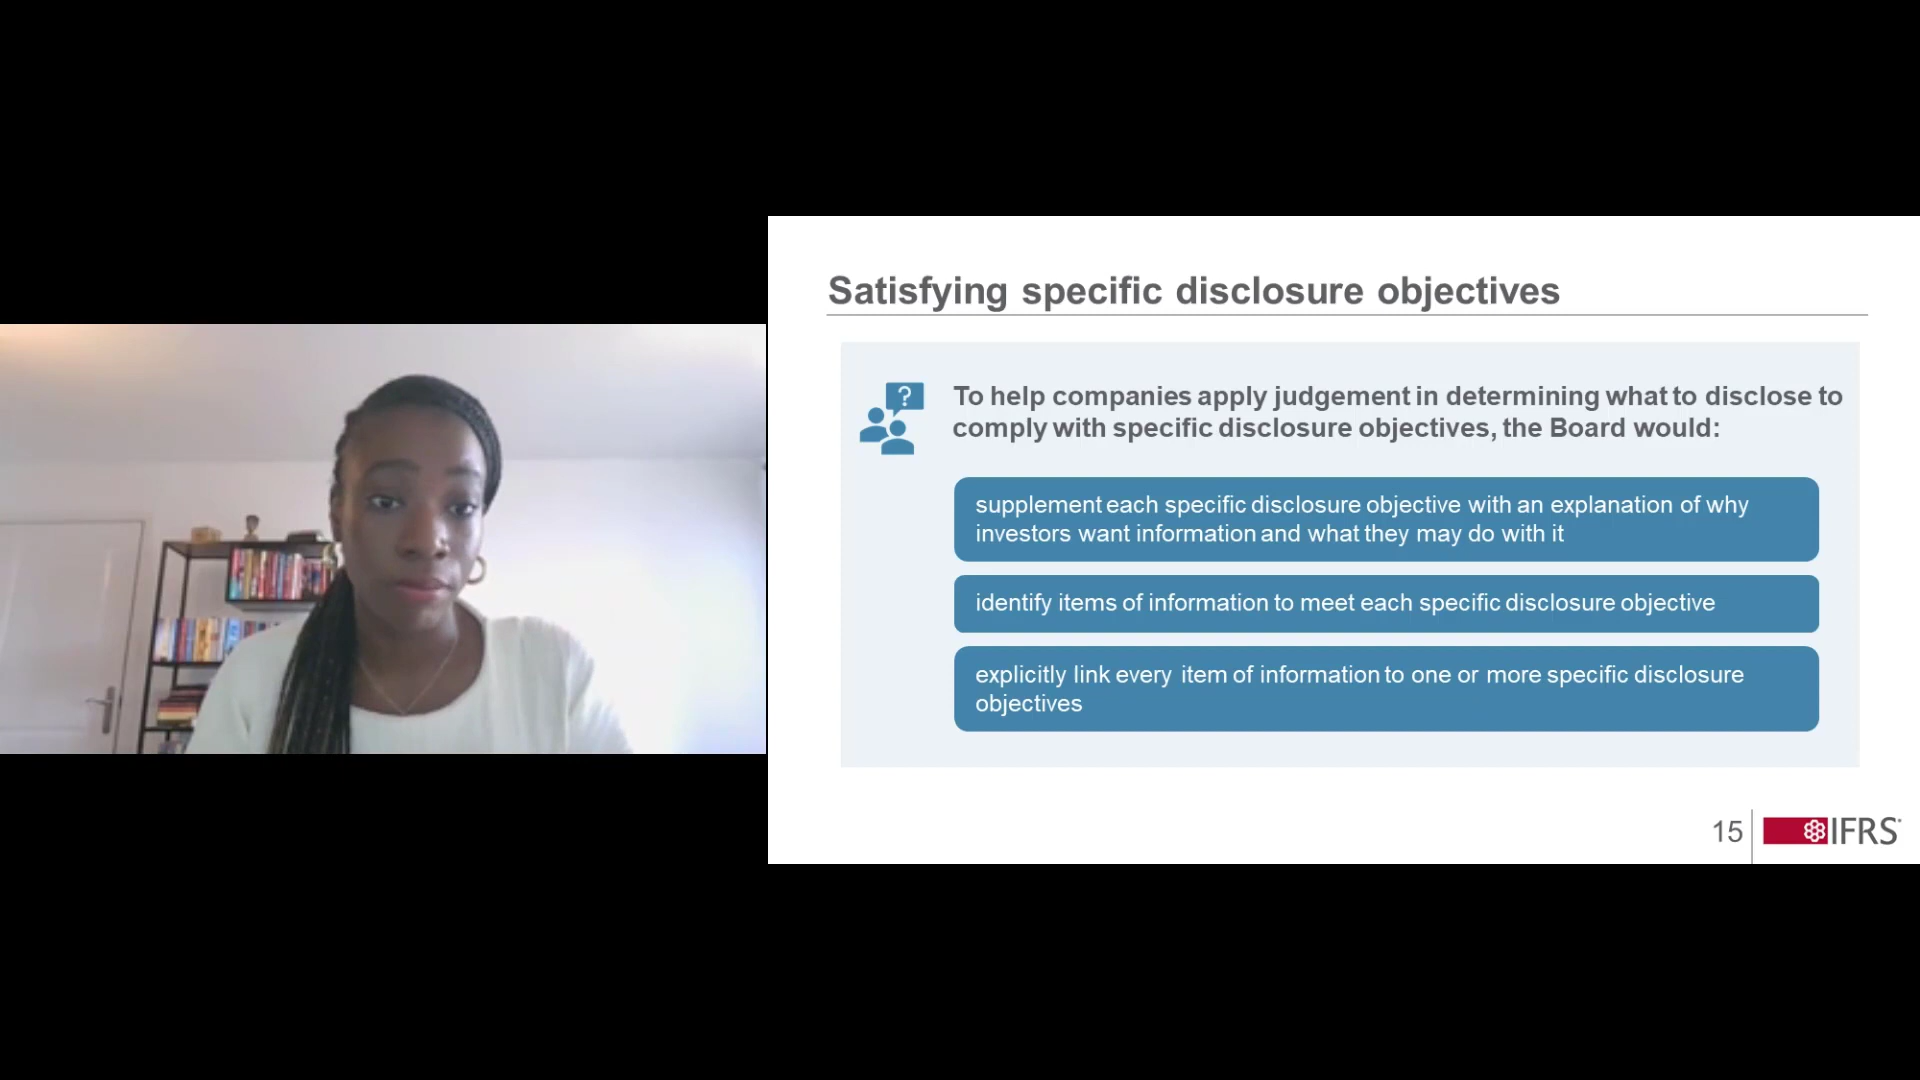 Satisfying specific disclosure objectives
?
To help companies apply judgement in determining what to disclose to
comply with specific disclosure objectives, the Board would:
supplement each specific disclosure objective with an explanation of why
investors want information and what they may do with it
identify items of information to meet each specific disclosure objective
explicitly link every item of information to one or more specific disclosure
objectives
15
IFRS